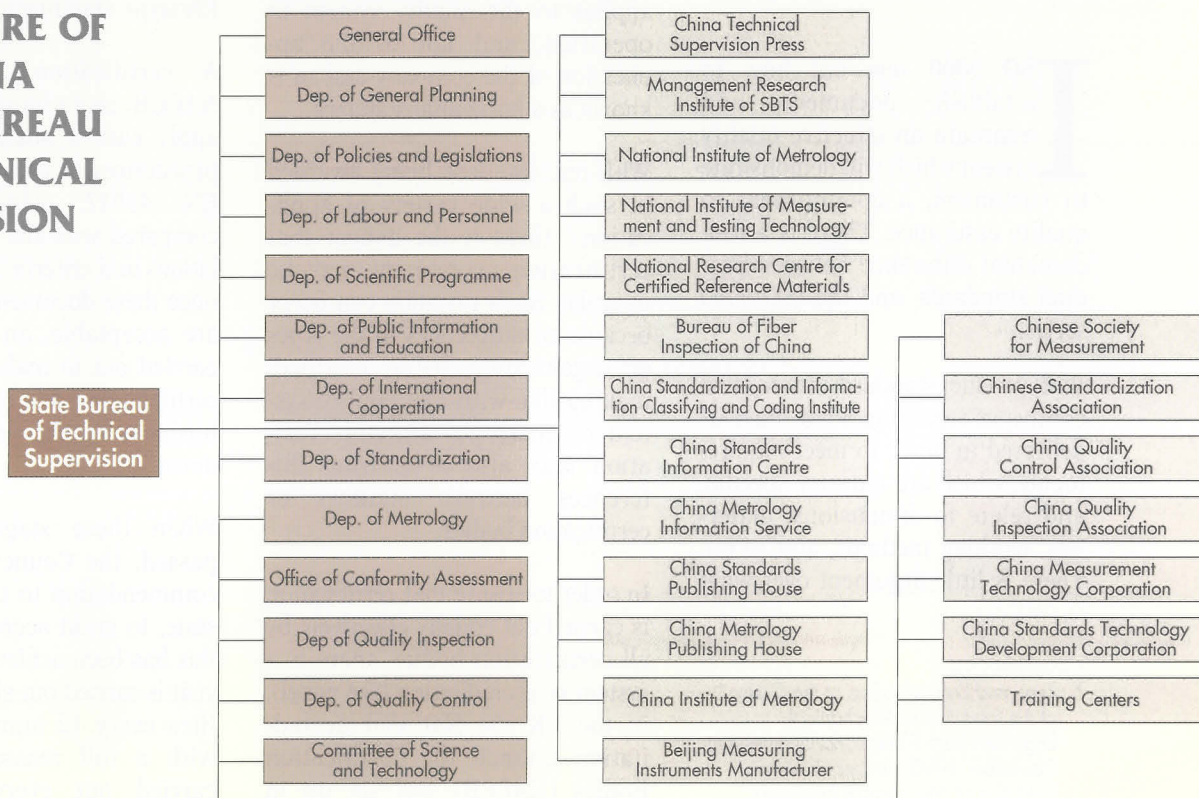 RE OF
NA
REAU
NICAL
SION
State Bureau
of Technical
Supervision
General Office
Dep. of General Planning
Dep. of Policies and Legislations
Dep. of Labour and Personnel
Dep. of Scientific Programme
Dep. of Public Information
and Education
Dep. of International
Cooperation
Dep. of Standardization
Dep. of Metrology
Office of Conformity Assessment
Dep of Quality Inspection
Dep. of Quality Control
Committee of Science
and Technology
China Technical
Supervision Press
Management Research
Institute of SBTS
National Institute of Metrology
National Institute of Measure-
ment and Testing Technology
National Research Centre for
Certified Reference Materials
Bureau of Fiber
Inspection of China
China Standardization and Informa-
tion Classifying and Coding Institute
China Standards
Information Centre
China Metrology
Information Service
China Standards
Publishing House
China Metrology
Publishing House
China Institute of Metrology
Beijing Measuring
Instruments Manufacturer
Chinese Society
for Measurement
Chinese Standardization
Association
China Quality
Control Association
China Quality
Inspection Association
China Measurement
Technology Corporation
China Standards Technology
Development Corporation
Training Centers